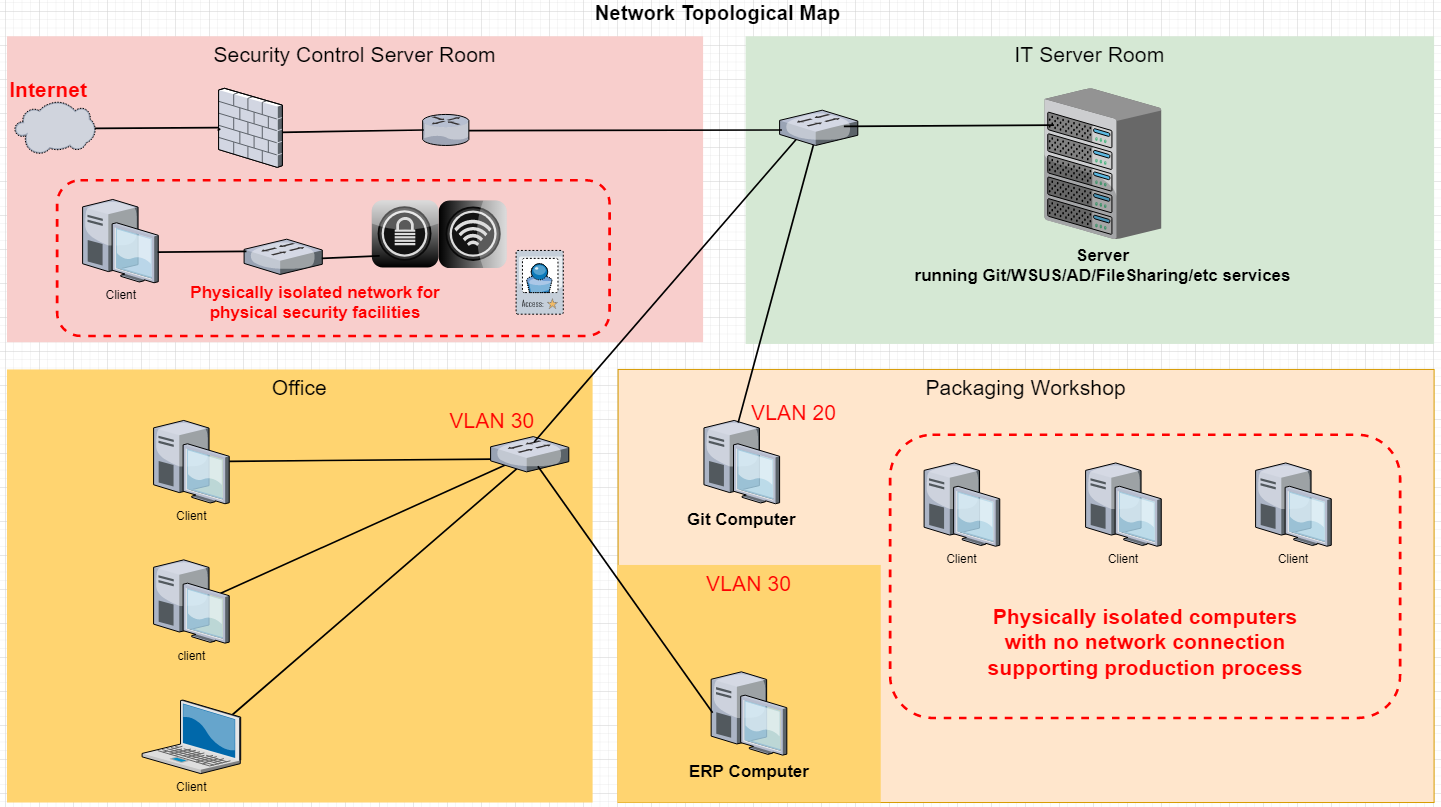 Network Topological Map
Security Control Server Room
IT Server Room
Internet
Client
Physically isolated network for
physical security facilities
Access:
Server
running Git/WSUS/AD/FileSharing/etc services
Office
VLAN 30
Client
client
Client
Packaging Workshop
VLAN 20
Git Computer
Client
Client
Client
VLAN 30
ERP Computer
Physically isolated computers
with no network connection
supporting production process